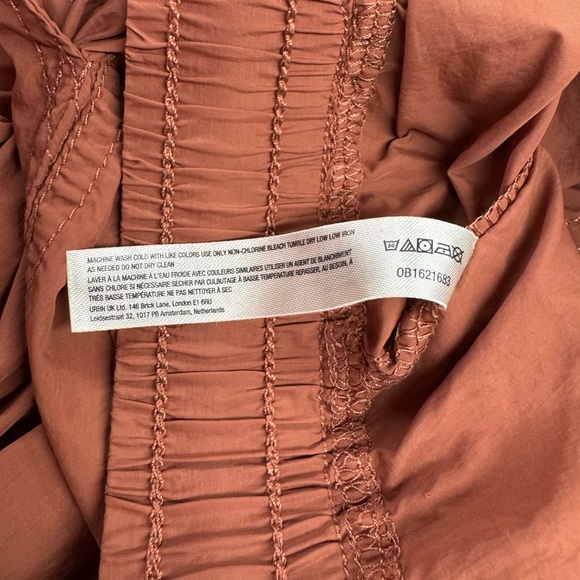 MACHINE WASH COLD WITH LIKE COLORS USE ONLY NON-CHLORINE BLEACH TUMBLE DRY LOW LOW IRON
AS NEEDED DO NOT DRY CLEAN
LAVER À LA MACHINE À L'EAU FROIDE AVEC COULEURS SIMILAIRES UTILISER UN AGENT DE BLANCHIMENT
SANS CHLORE SI NÉCESSAIRE SÉCHER PAR CULBUTAGE À BASSE TEMPÉRATURE REPASSER, AU BESOIN, À
TRÈS BASSE TEMPÉRATURE NE PAS NETTOYER À SEC
URBN UK Ltd. 146 Brick Lane, London E1 6RU
Leidsestraat 32, 1017 PB Amsterdam, Netherlands
0B1621683